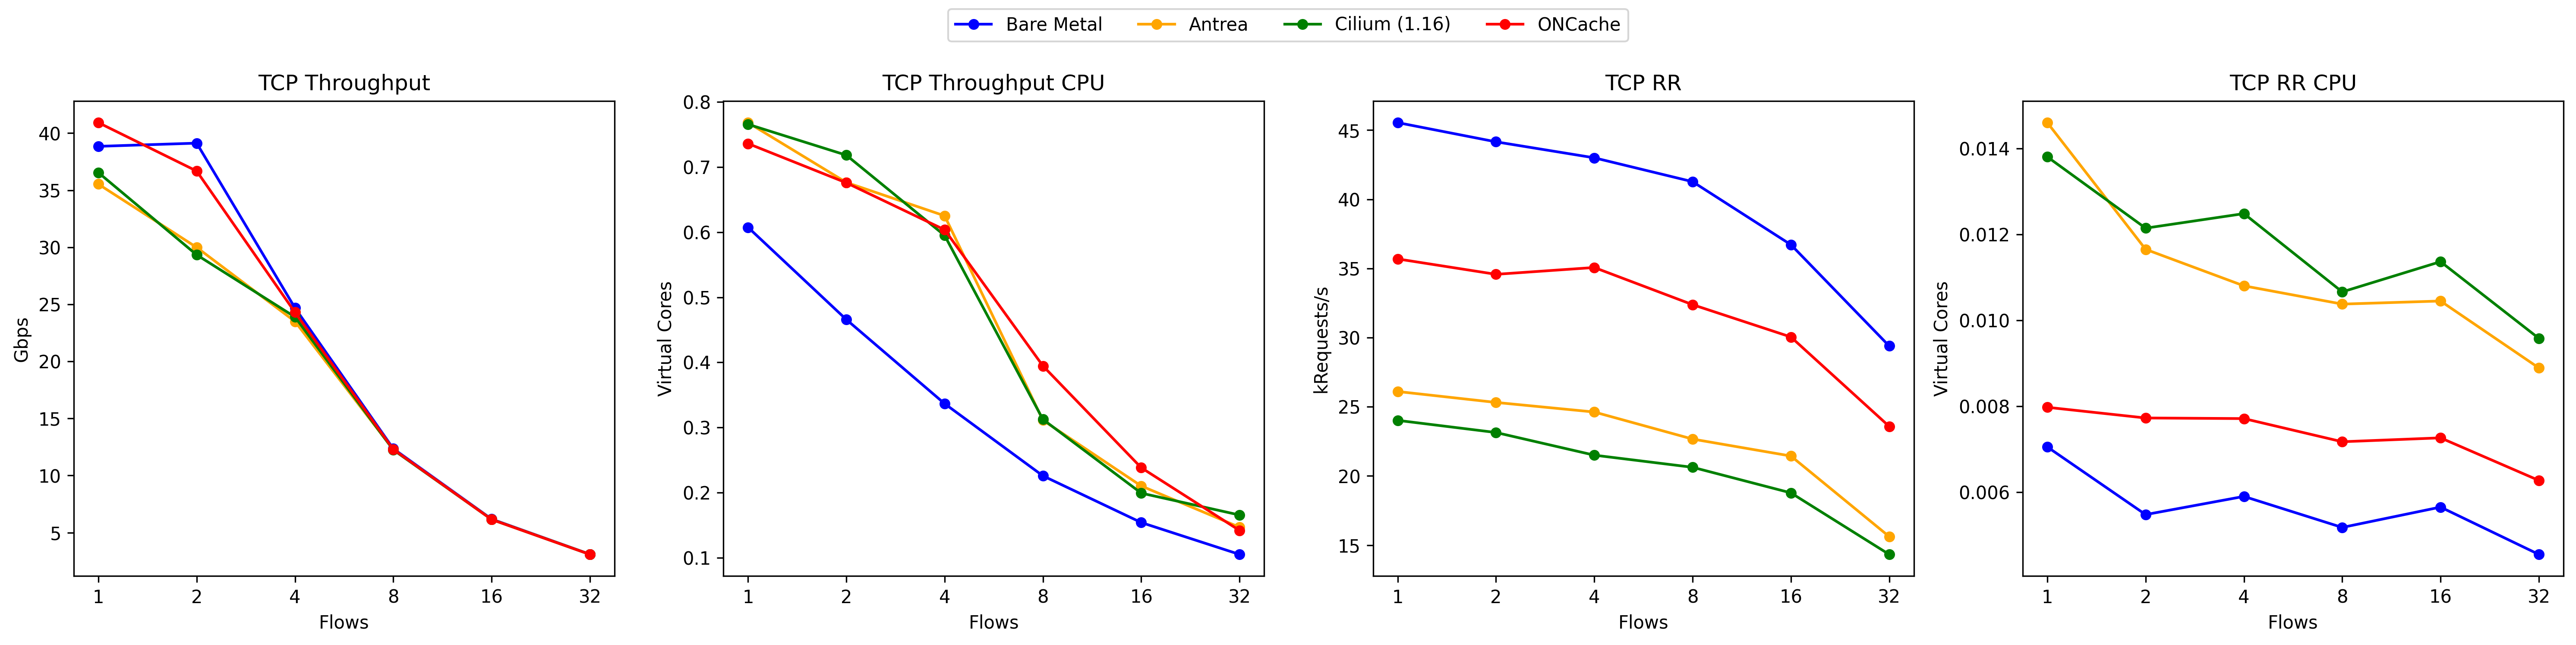 Bare Metal Antrea Cilium (1.16) ONCache
TCP Throughput
40
35
30
25
20
15
10
5
Gbps
1 2 4 8 16 32
Flows
TCP Throughput CPU
0.8
0.7
0.6
0.5
0.4
0.3
0.2
0.1
Virtual Cores
1 2 4 8 16 32
Flows
TCP RR
45
40
35
30
25
20
15
kRequests/s
1 2 4 8 16 32
Flows
TCP RR CPU
0.014
0.012
0.010
0.008
0.006
Virtual Cores
1 2 4 8 16 32
Flows